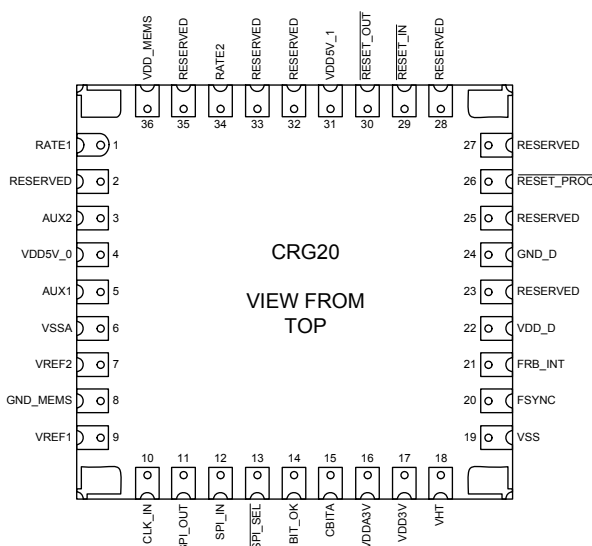 VDD_MEMS
RESERVED
RATE2
RESERVED
RESERVED
VDD5V_1
RESET_OUT
RESET_IN
RESERVED
36
35
34
33
32
31
30
29
28
RATE1
1
RESERVED
2
AUX2
3
VDD5V_0
4
AUX1
5
VSSA
6
VREF2
7
GND_MEMS
8
VREF1
9
CRG20
VIEW FROM
TOP
27
RESERVED
26
RESET_PROC
25
RESERVED
24
GND_D
23
RESERVED
22
VDD_D
21
FRB_INT
20
FSYNC
19
VSS
10
11
12
13
14
15
16
17
18
CLK_IN
SPI_OUT
SPI_IN
SPI_SEL
BIT_OK
CBITA
VDDA3V
VDD3V
VHT